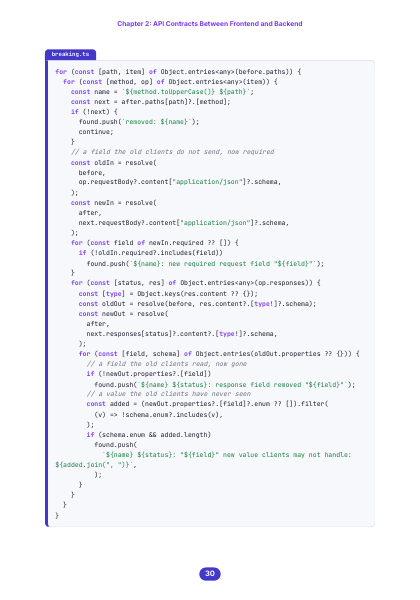 Chapter 2: API Contracts Between Frontend and Backend
breaking.ts
for (const [path, item] of Object.entries<any>(before.paths)) {
  for (const [method, op] of Object.entries<any>(item)) {
    const name = `${method.toUpperCase()} ${path}`;
    const next = after.paths[path]?.[method];
    if (!next) {
      found.push(`removed: ${name}`);
      continue;
    }
    // a field the old clients do not send, now required
    const oldIn = resolve(
      before,
      op.requestBody?.content["application/json"]?.schema,
    );
    const newIn = resolve(
      after,
      next.requestBody?.content["application/json"]?.schema,
    );
    for (const field of newIn.required ?? []) {
      if (!oldIn.required?.includes(field))
        found.push(`${name}: new required request field "${field}"`);
    }
    for (const [status, res] of Object.entries<any>(op.responses)) {
      const [type] = Object.keys(res.content ?? {});
      const oldOut = resolve(before, res.content?.[type!]?.schema);
      const newOut = resolve(
        after,
        next.responses[status]?.content?.[type!]?.schema,
      );
      for (const [field, schema] of Object.entries(oldOut.properties ?? {})) {
        // a field the old clients read, now gone
        if (!newOut.properties?.[field])
          found.push(`${name} ${status}: response field removed "${field}"`);
        // a value the old clients have never seen
        const added = (newOut.properties?.[field]?.enum ?? []).filter(
          (v) => !schema.enum?.includes(v),
        );
        if (schema.enum && added.length)
          found.push(
            `${name} ${status}: "${field}" new value clients may not handle:
${added.join(", ")}`,
          );
      }
    }
  }
}
30